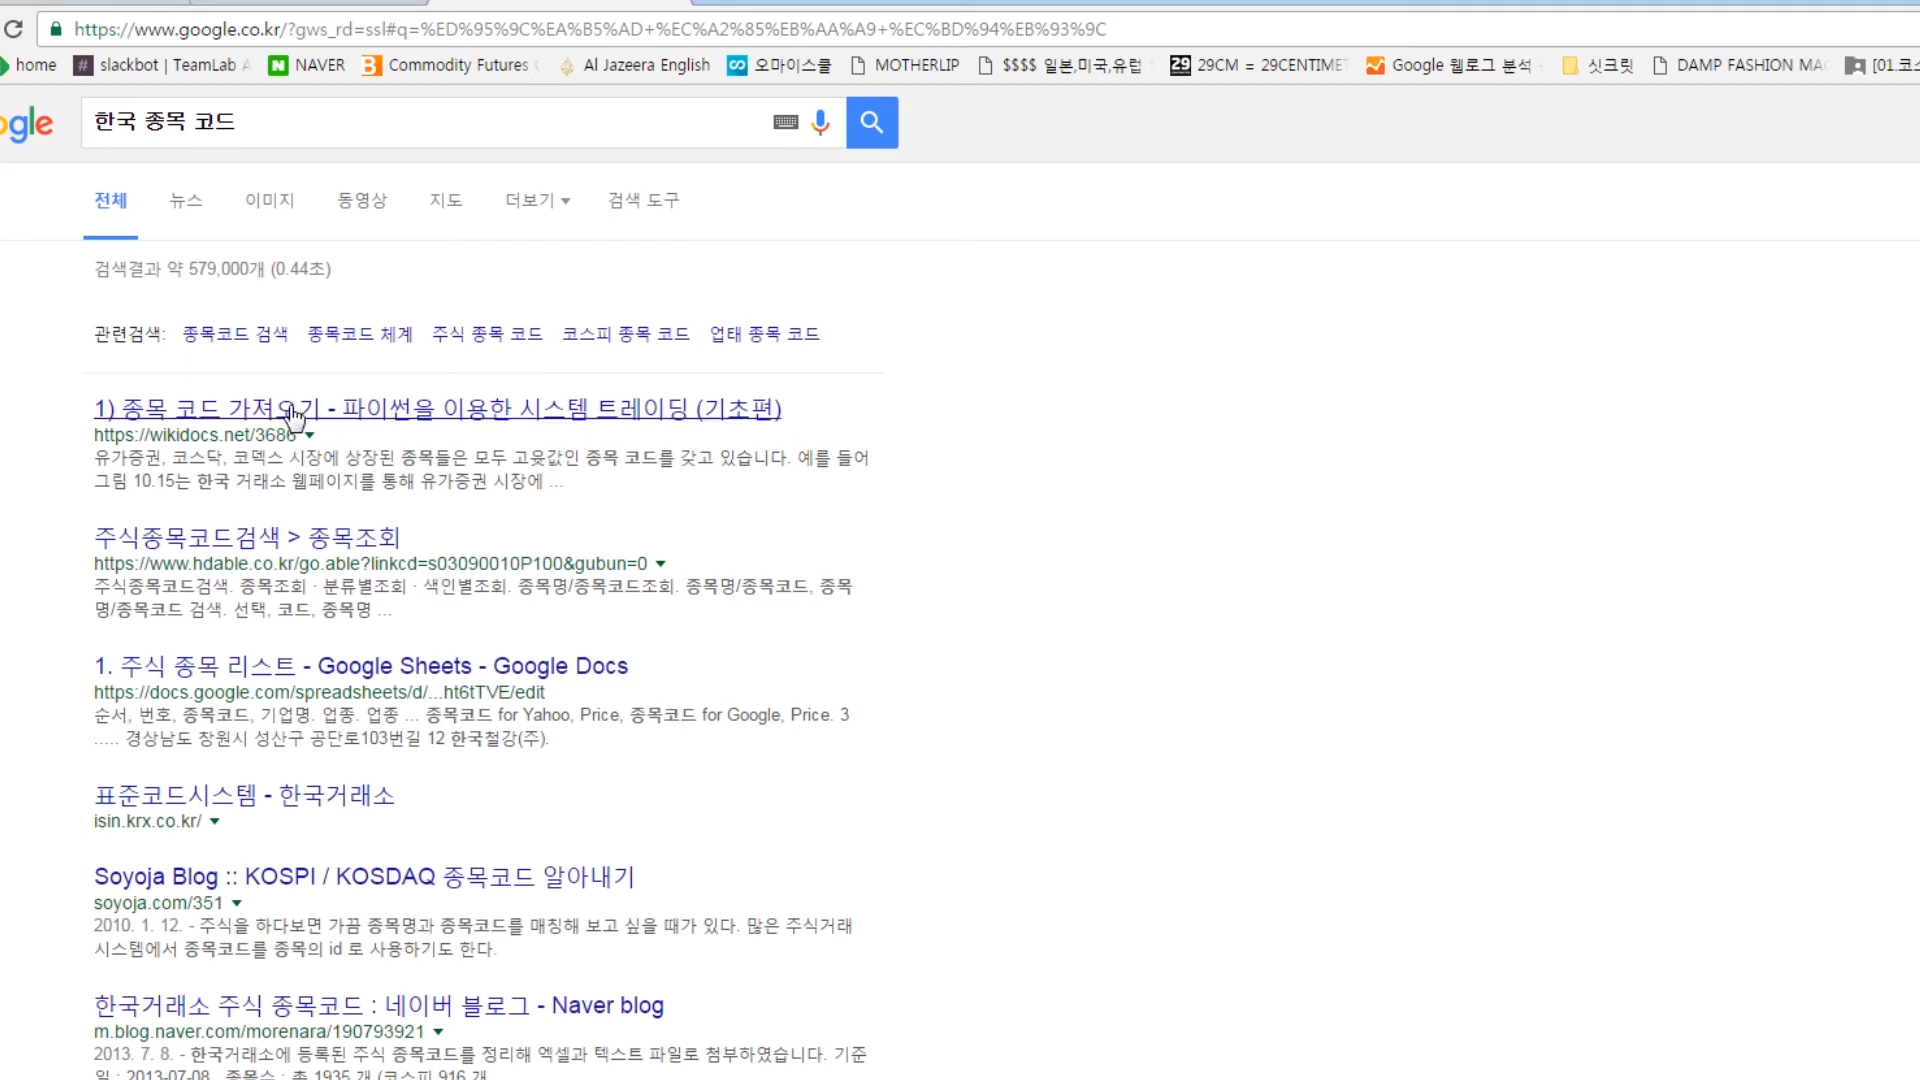 https://www.google.co.kr/?gws_rd=ssl#q=%ED%95%9C%EA%B5%AD+%EC%A2%85%EB%AA%A9+%EC%BD%94%EB%93%9C
home slackbot | TeamLab NAVER Commodity Futures Al Jazeera English 오마이스쿨 MOTHERLIP $$$$ 일본,미국,유럽 29CM = 29CENTIME Google 웹로그 분석 - 싯크릿 DAMP FASHION MA [01.코스
ogle 한국 종목 코드
전체 뉴스 이미지 동영상 지도 더보기 검색 도구
검색결과 약 579,000개 (0.44초)
관련검색: 종목코드 검색 종목코드 체계 주식 종목 코드 코스피 종목 코드 업태 종목 코드
1) 종목 코드 가져오기 - 파이썬을 이용한 시스템 트레이딩 (기초편)
https://wikidocs.net/3686
유가증권, 코스닥, 코덱스 시장에 상장된 종목들은 모두 고윳값인 종목 코드를 갖고 있습니다. 예를 들어
그림 10.15는 한국 거래소 웹페이지를 통해 유가증권 시장에 ...
주식종목코드검색 > 종목조회
https://www.hdable.co.kr/go.able?linkcd=s03090010P100&gubun=0
주식종목코드검색. 종목조회 · 분류별조회 · 색인별조회. 종목명/종목코드조회. 종목명/종목코드, 종목
명/종목코드 검색. 선택, 코드, 종목명 ...
1. 주식 종목 리스트 - Google Sheets - Google Docs
https://docs.google.com/spreadsheets/d/...ht6tTVE/edit
순서, 번호, 종목코드, 기업명. 업종. 업종 ... 종목코드 for Yahoo, Price, 종목코드 for Google, Price. 3
..... 경상남도 창원시 성산구 공단로103번길 12 한국철강(주).
표준코드시스템 - 한국거래소
isin.krx.co.kr/
Soyoja Blog :: KOSPI / KOSDAQ 종목코드 알아내기
soyoja.com/351
2010. 1. 12. - 주식을 하다보면 가끔 종목명과 종목코드를 매칭해 보고 싶을 때가 있다. 많은 주식거래
시스템에서 종목코드를 종목의 id 로 사용하기도 한다.
한국거래소 주식 종목코드 : 네이버 블로그 - Naver blog
m.blog.naver.com/morenara/190793921
2013. 7. 8. - 한국거래소에 등록된 주식 종목코드를 정리해 엑셀과 텍스트 파일로 첨부하였습니다. 기준
일 : 2013-07-08. 종목수 : 총 1935 개 (코스피 916 개